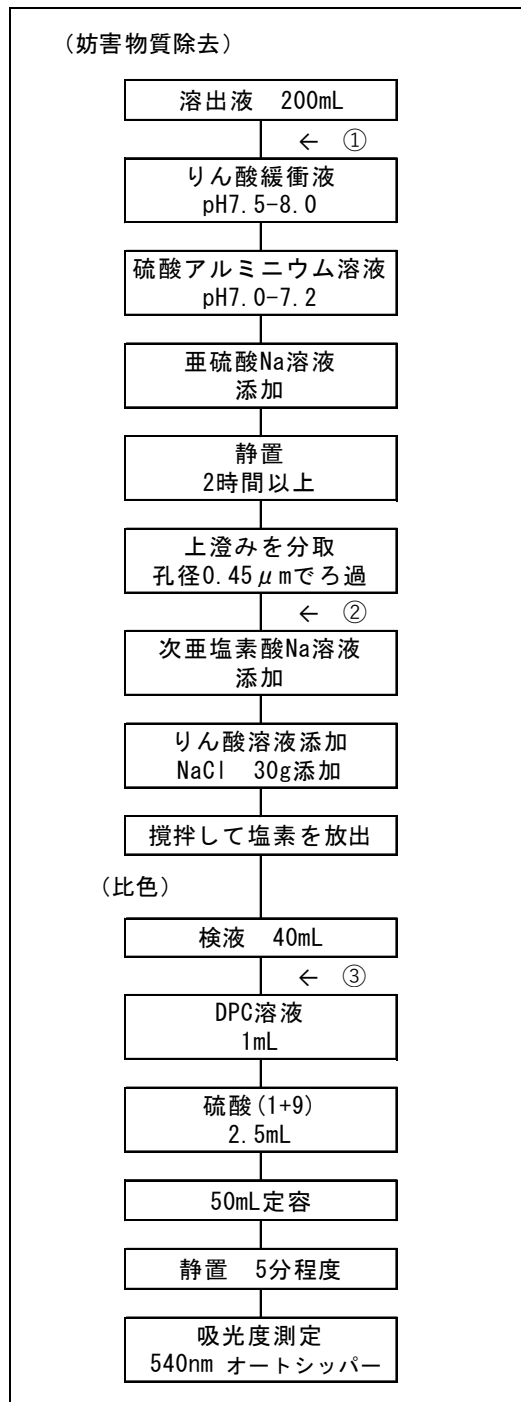 (妨害物質除去)
溶出液 200mL
← ①
りん酸緩衝液
pH7.5-8.0
硫酸アルミニウム溶液
pH7.0-7.2
亜硫酸Na溶液
添加
静置
2時間以上
上澄みを分取
孔径0.45μmでろ過
← ②
次亜塩素酸Na溶液
添加
りん酸溶液添加
NaCl 30g添加
撹拌して塩素を放出
(比色)
検液 40mL
← ③
DPC溶液
1mL
硫酸(1+9)
2.5mL
50mL定容
静置 5分程度
吸光度測定
540nm オートシッパー